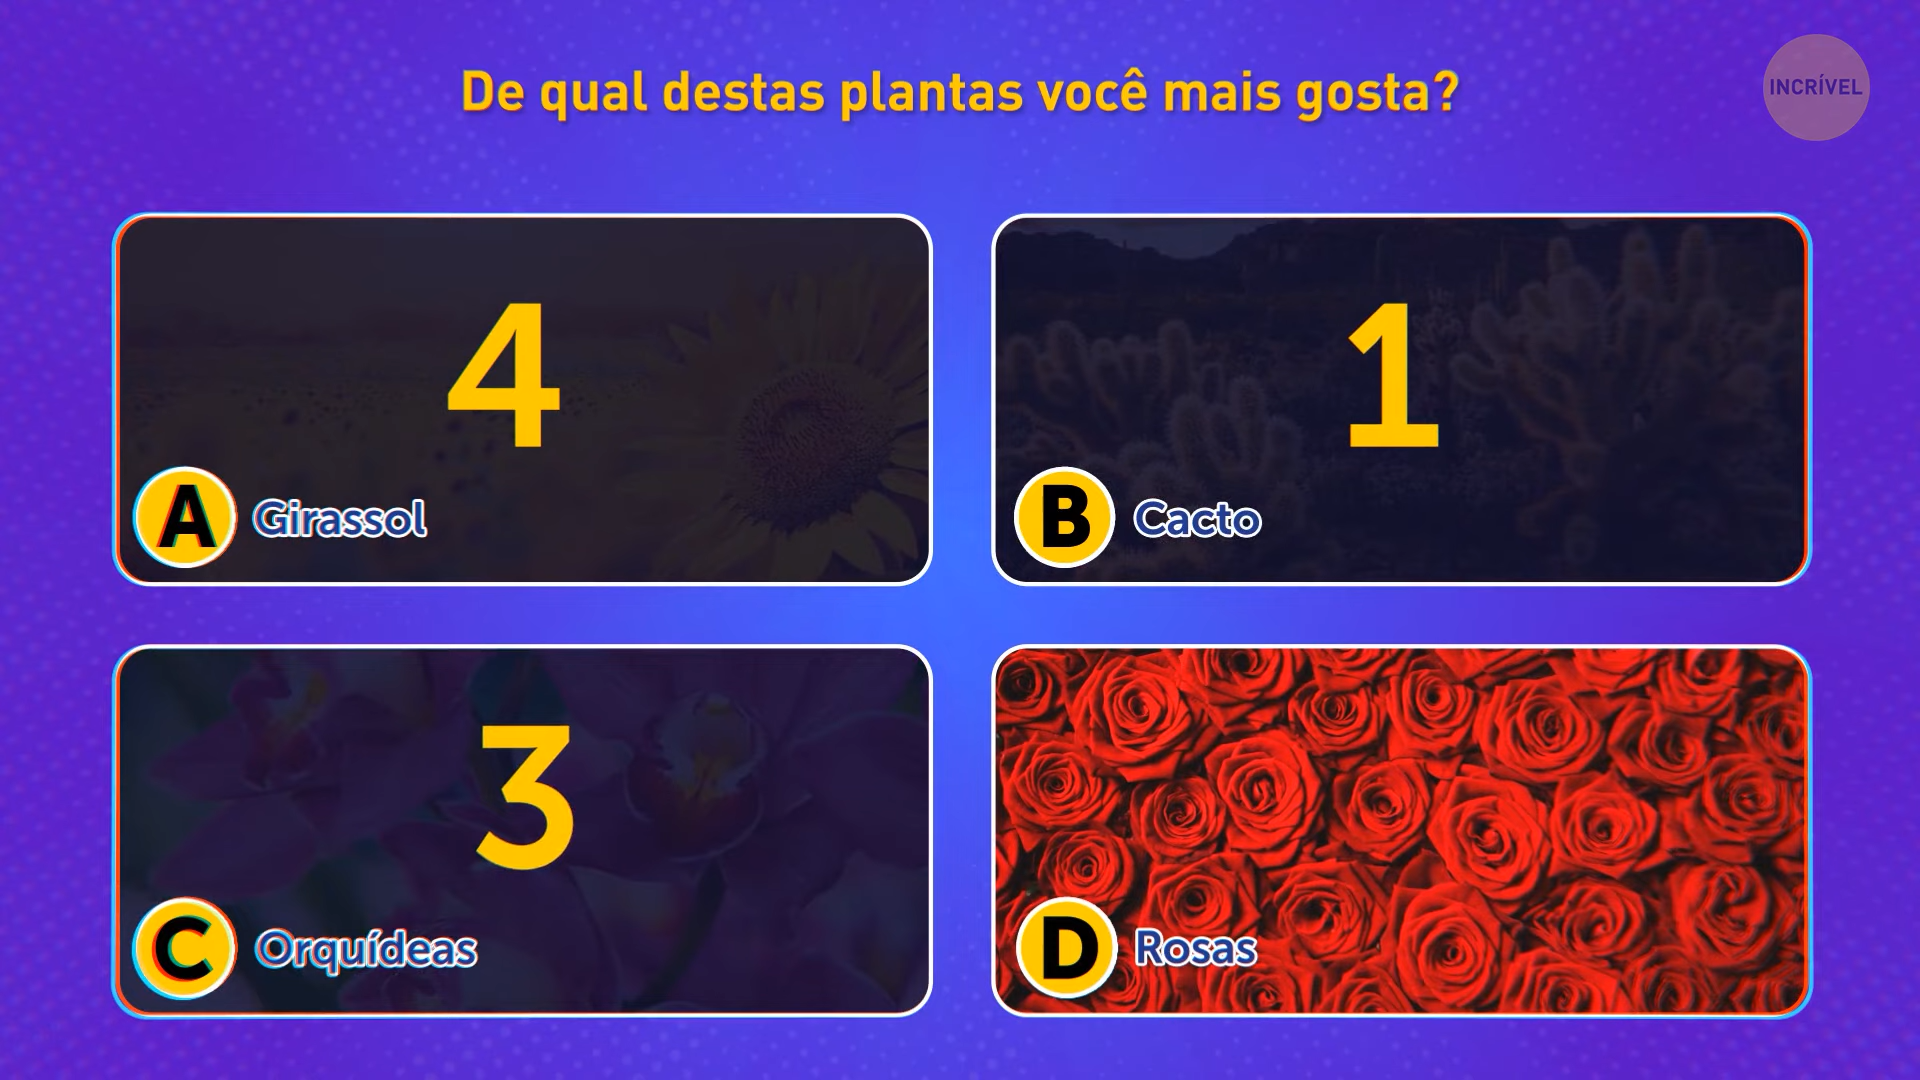 De qual destas plantas você mais gosta?
INCRÍVEL
4
A Girassol
1
B Cacto
3
C Orquídeas
D Rosas